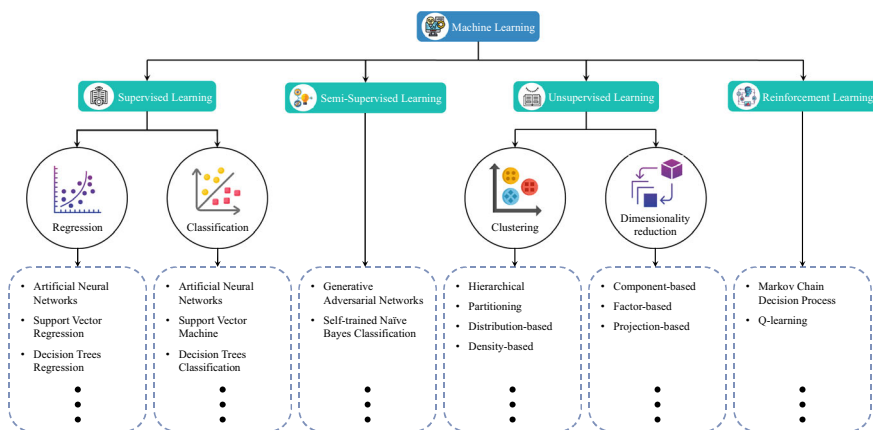 Machine Learning
Supervised Learning
Semi-Supervised Learning
Unsupervised Learning
Reinforcement Learning
Regression
Classification
Clustering
Dimensionality
reduction
• Artificial Neural
Networks
• Support Vector
Regression
• Decision Trees
Regression
• Artificial Neural
Networks
• Support Vector
Machine
• Decision Trees
Classification
• Generative
Adversarial Networks
• Self-trained Naïve
Bayes Classification
• Hierarchical
• Partitioning
• Distribution-based
• Density-based
• Component-based
• Factor-based
• Projection-based
• Markov Chain
Decision Process
• Q-learning